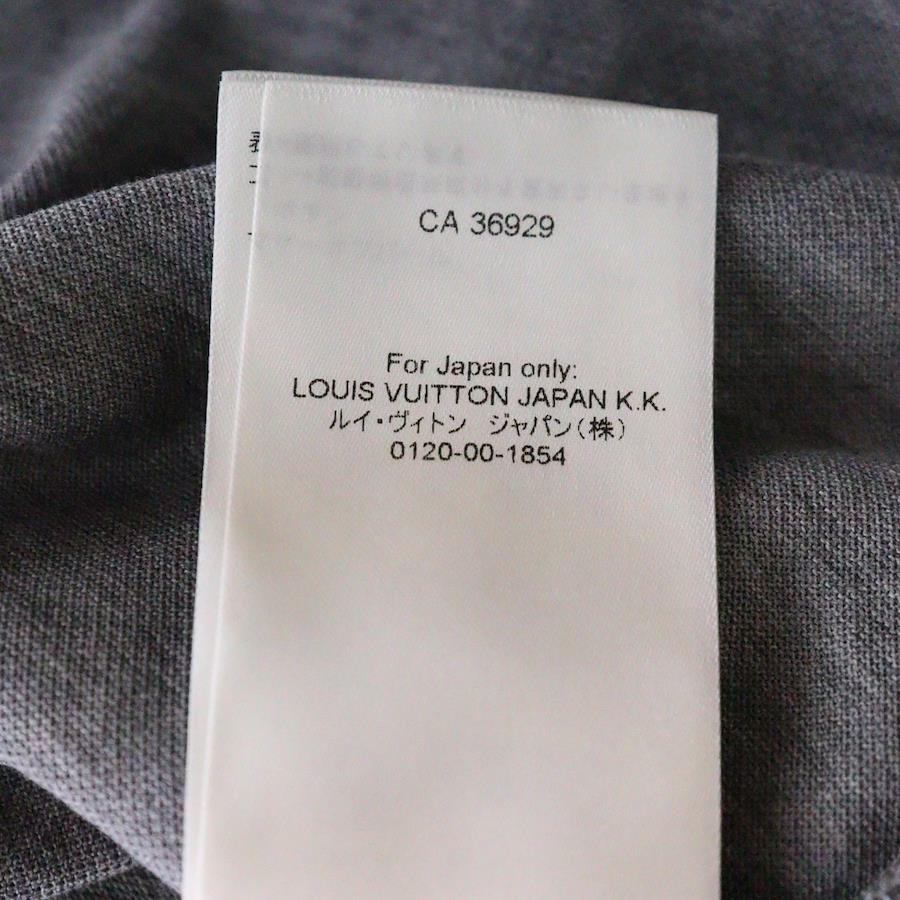 CA 36929
For Japan only:
LOUIS VUITTON JAPAN K.K.
ルイ・ヴィトン ジャパン(株)
0120-00-1854